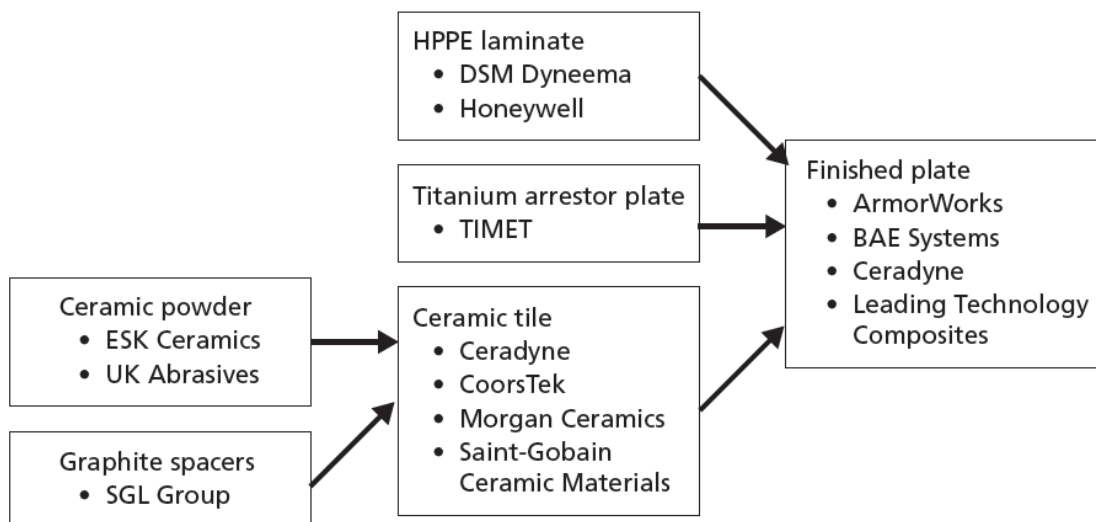 HPPE laminate
• DSM Dyneema
• Honeywell
Titanium arrestor plate
• TIMET
Ceramic powder
• ESK Ceramics
• UK Abrasives
Graphite spacers
• SGL Group
Ceramic tile
• Ceradyne
• CoorsTek
• Morgan Ceramics
• Saint-Gobain
Ceramic Materials
Finished plate
• ArmorWorks
• BAE Systems
• Ceradyne
• Leading Technology
Composites